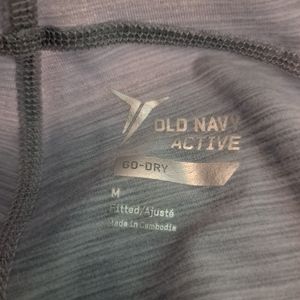 OLD NAVY
ACTIVE
GO-DRY
M
Fitted/Ajusté
Made in Cambodia